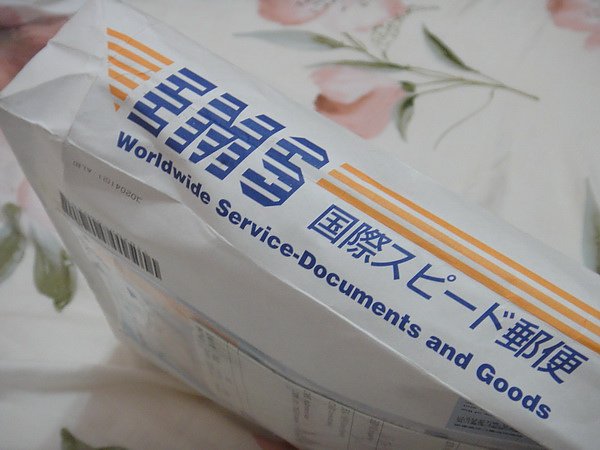 EMS
国際スピード郵便
Worldwide Service-Documents and Goods